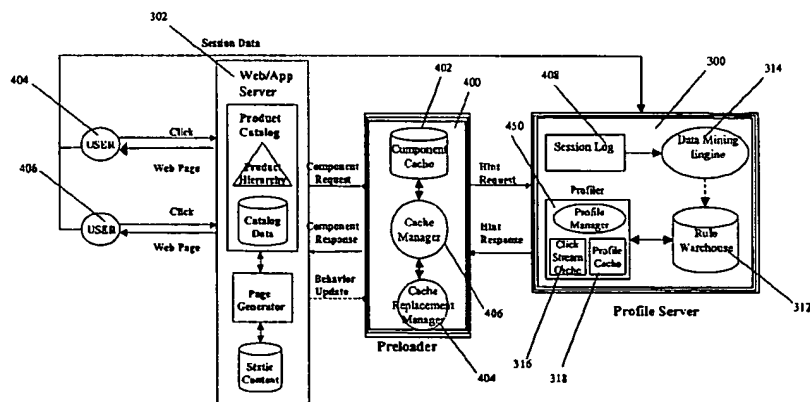 Session Data
302
404
USER
Click
Web Page
406
USER
Click
Web Page
Web/App
Server
Product
Catalog
Product
Hierarchy
Catalog
Data
Page
Generator
Static
Content
Component
Request
Component
Response
Behavior
Update
402
400
Component
Cache
Cache
Manager
Cache
Replacement
Manager
406
Preloader
404
Hint
Request
Hint
Response
408
300
314
Session Log
Data Mining
Engine
450
Profiler
Profile
Manager
Click
Stream
Cache
Profile
Cache
Rule
Warehouse
316
318
312
Profile Server